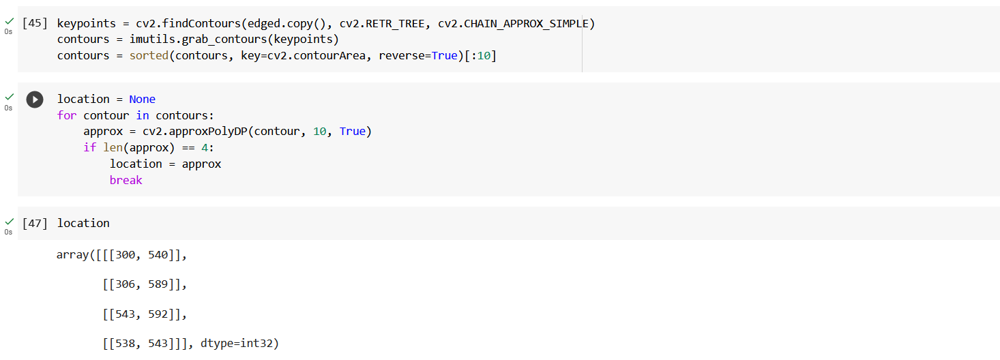 [45] keypoints = cv2.findContours(edged.copy(), cv2.RETR_TREE, cv2.CHAIN_APPROX_SIMPLE)
0s
contours = imutils.grab_contours(keypoints)
contours = sorted(contours, key=cv2.contourArea, reverse=True)[:10]
location = None
0s
for contour in contours:
    approx = cv2.approxPolyDP(contour, 10, True)
    if len(approx) == 4:
        location = approx
        break
[47] location
0s
array([[[300, 540]],
       [[306, 589]],
       [[543, 592]],
       [[538, 543]]], dtype=int32)